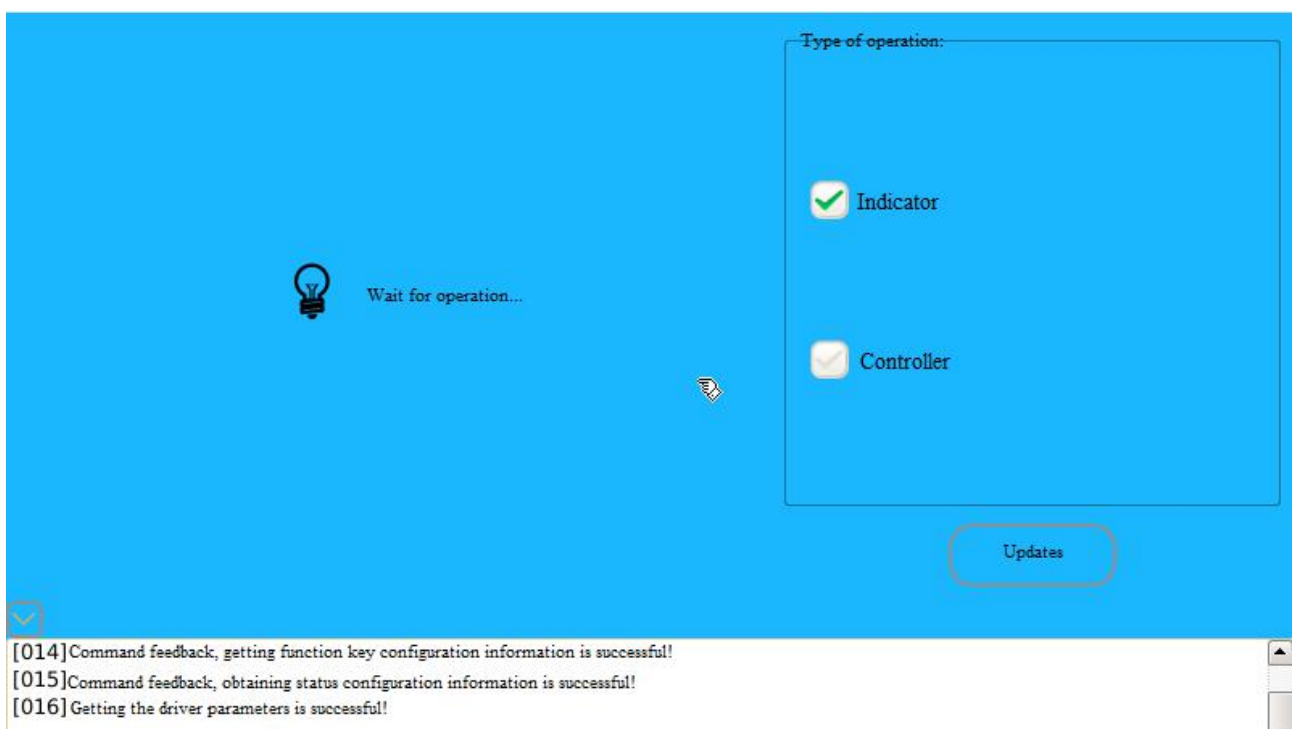 Type of operation:
Indicator
Wait for operation...
Controller
Updates
[014]Command feedback, getting function key configuration information is successful!
[015]Command feedback, obtaining status configuration information is successful!
[016]Getting the driver parameters is successful!